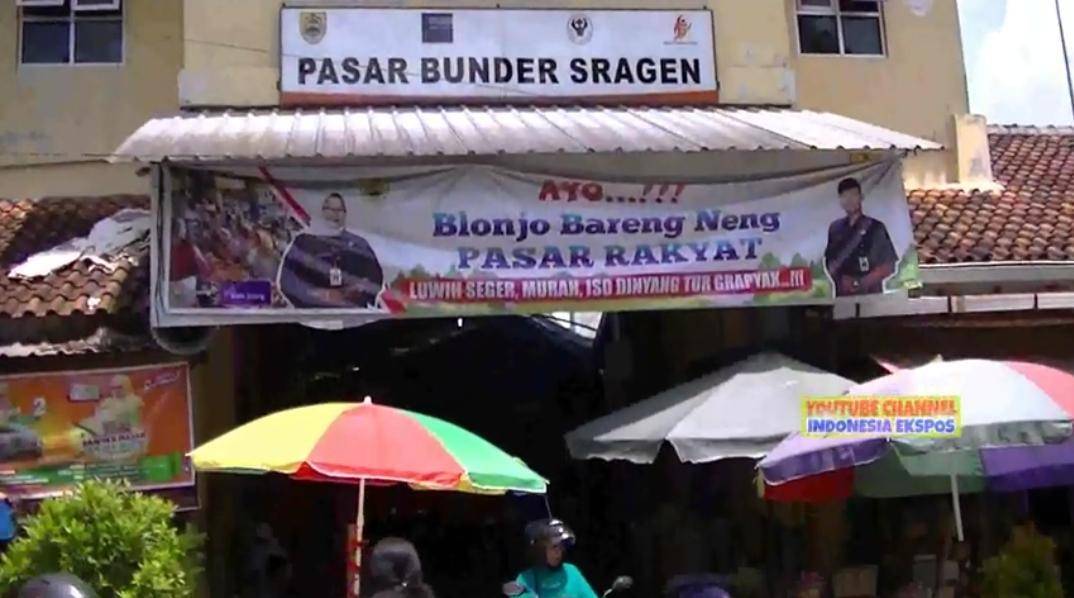 PASAR BUNDER SRAGEN
AYO....!!!
Blonjo Bareng Neng
PASAR RAKYAT
LUWIH SEGER, MURAH, ISO DINYANG TUR GRAPYAK...!!!
YOUTUBE CHANNEL
INDONESIA EKSPOS